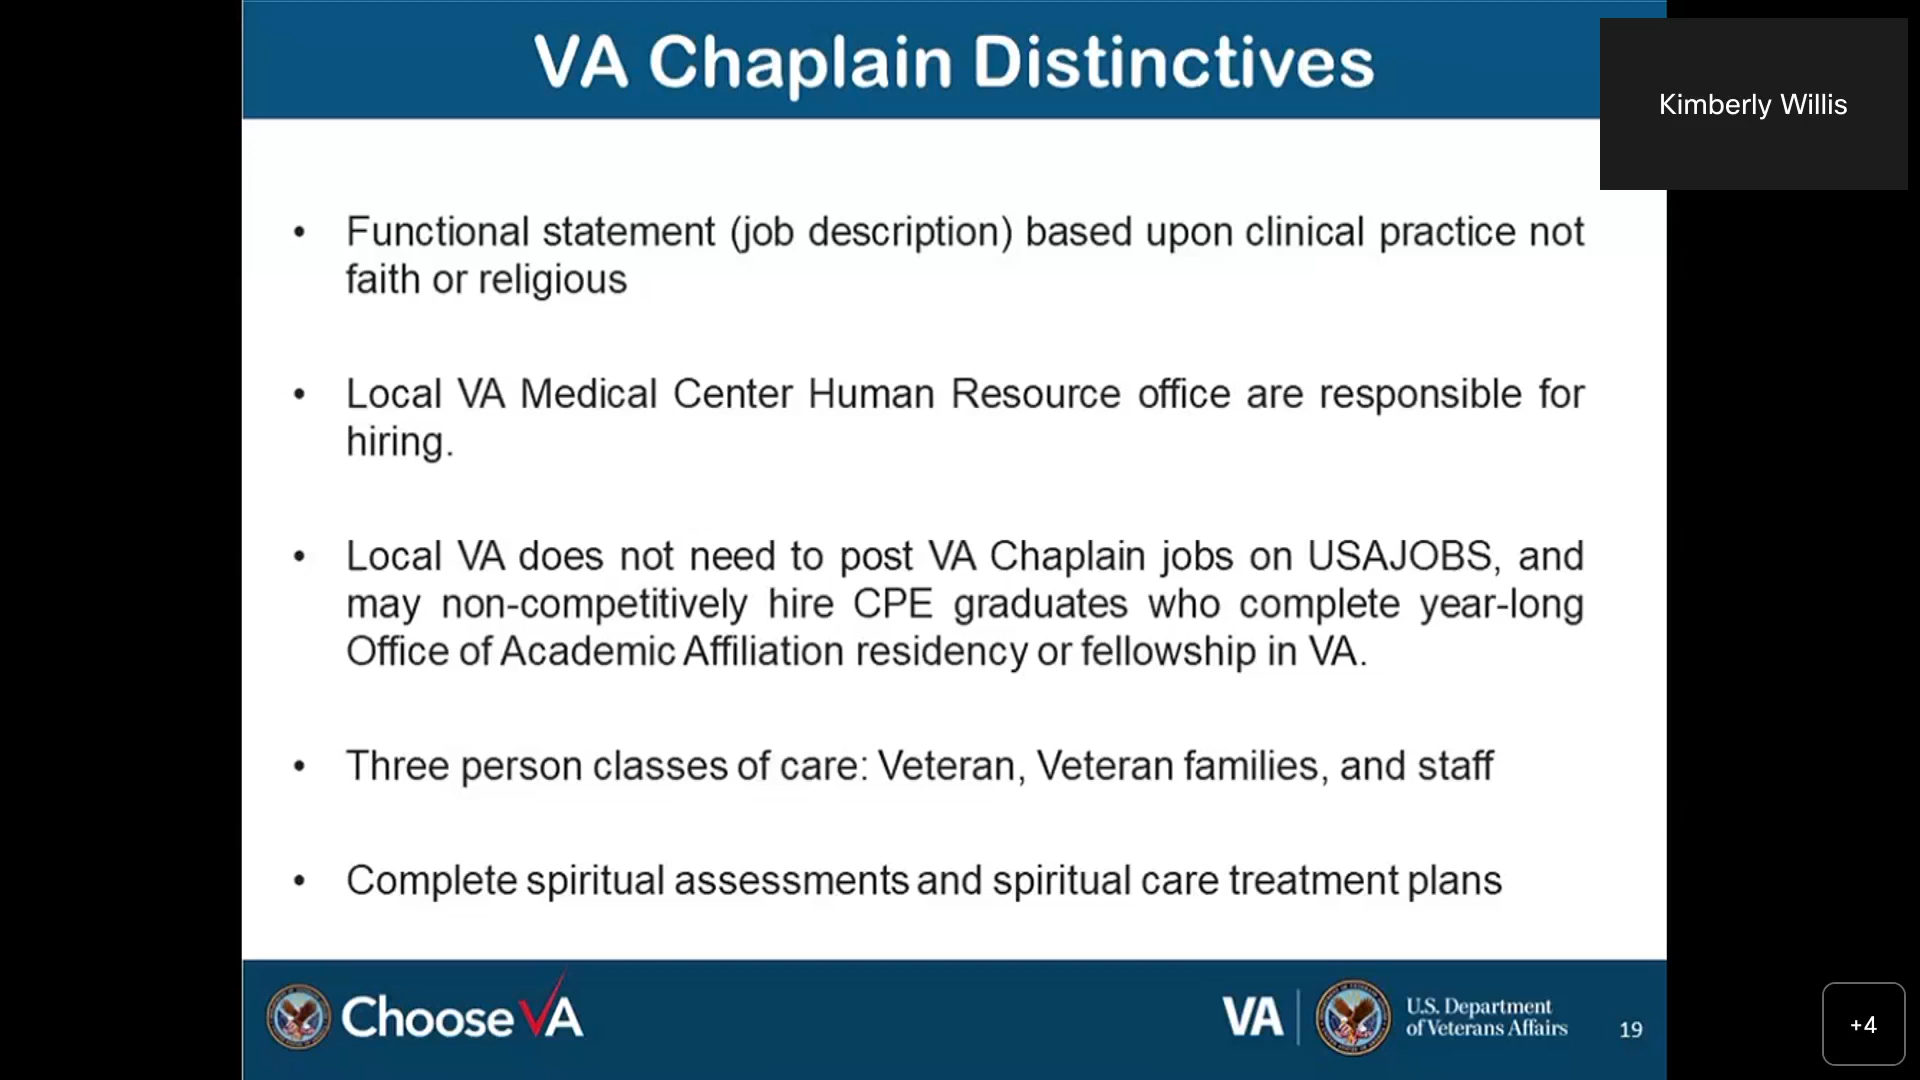 VA Chaplain Distinctives
Kimberly Willis
• Functional statement (job description) based upon clinical practice not
faith or religious
• Local VA Medical Center Human Resource office are responsible for
hiring.
• Local VA does not need to post VA Chaplain jobs on USAJOBS, and
may non-competitively hire CPE graduates who complete year-long
Office of Academic Affiliation residency or fellowship in VA.
• Three person classes of care: Veteran, Veteran families, and staff
• Complete spiritual assessments and spiritual care treatment plans
Choose VA
VA
U.S. Department
of Veterans Affairs
19
+4